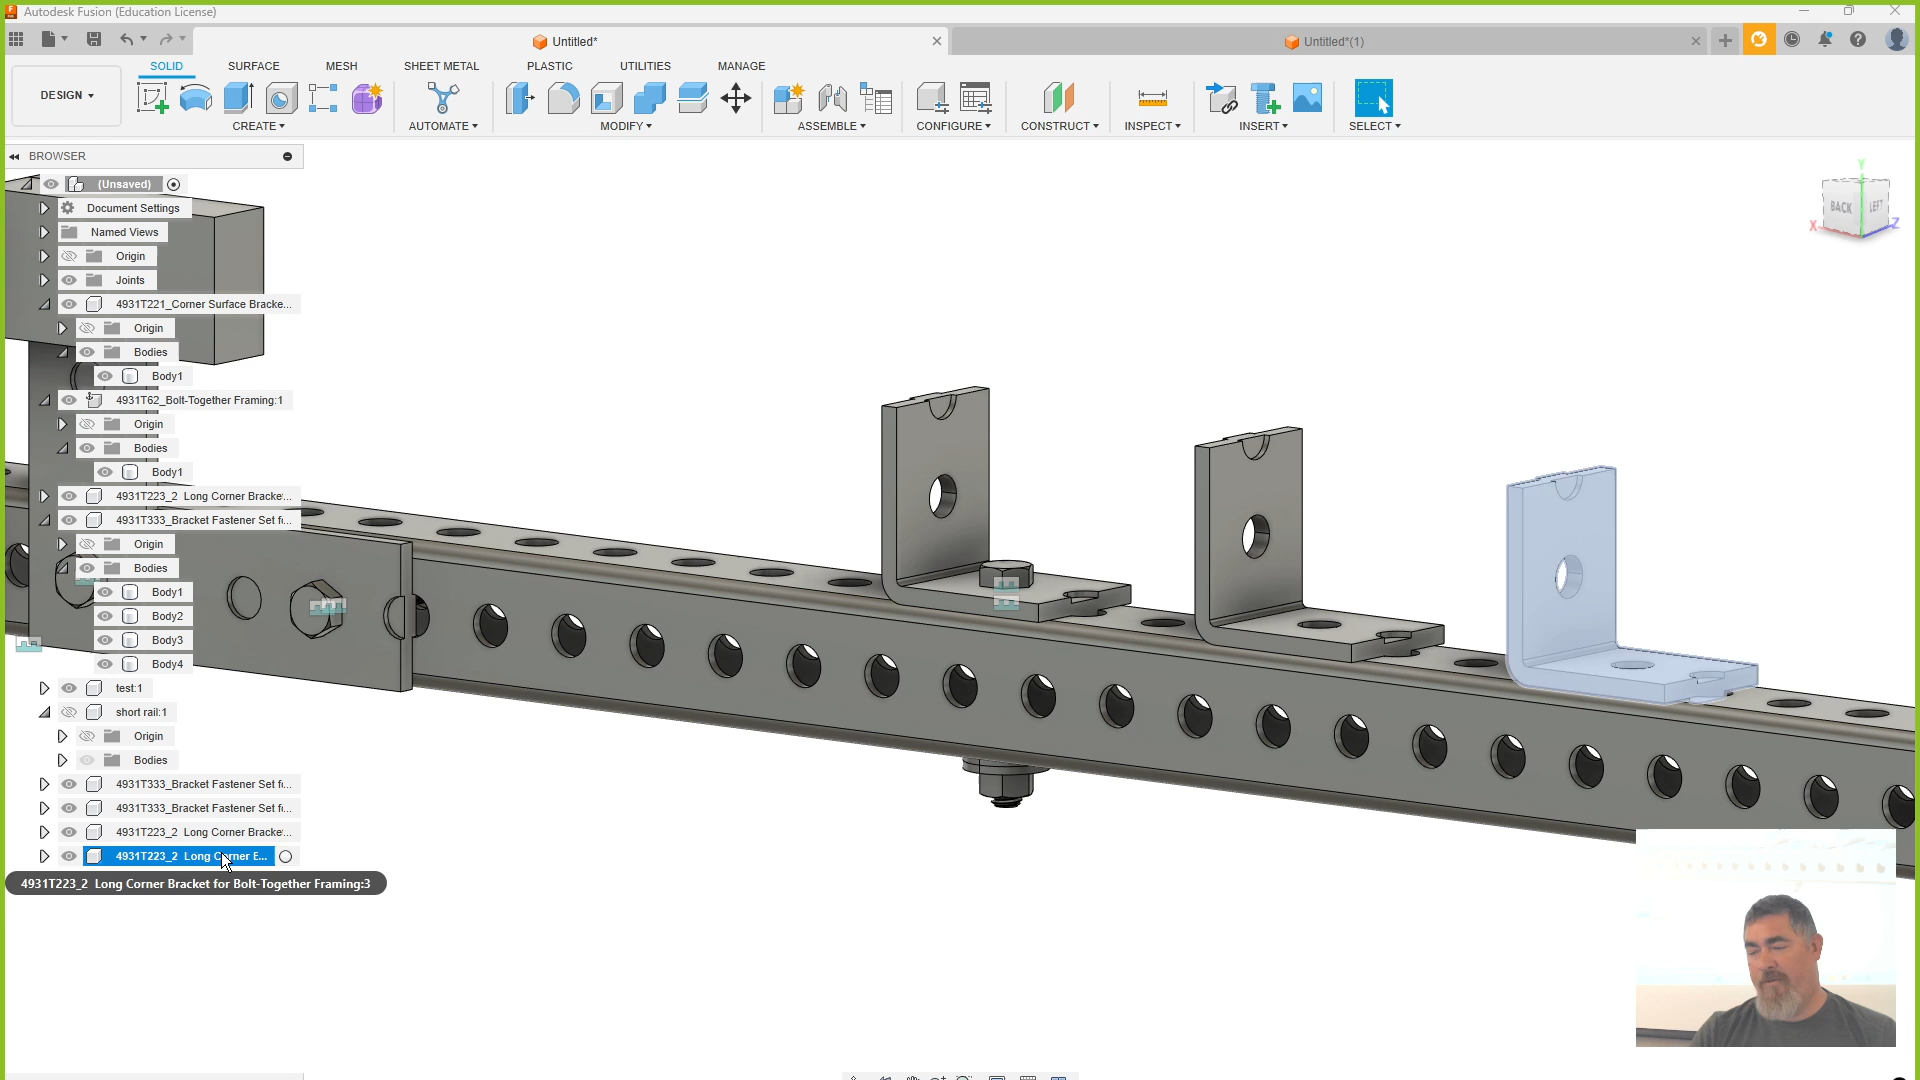 Autodesk Fusion (Education License)
Untitled*
Untitled*(1)
DESIGN
SOLID
SURFACE
MESH
SHEET METAL
PLASTIC
UTILITIES
MANAGE
CREATE
AUTOMATE
MODIFY
ASSEMBLE
CONFIGURE
CONSTRUCT
INSPECT
INSERT
SELECT
BROWSER
(Unsaved)
Document Settings
Named Views
Origin
Joints
4931T221_Corner Surface Bracke...
Origin
Bodies
Body1
4931T62_Bolt-Together Framing:1
Origin
Bodies
Body1
4931T223_2 Long Corner Bracke...
4931T333_Bracket Fastener Set f...
Origin
Bodies
Body1
Body2
Body3
Body4
test:1
short rail:1
Origin
Bodies
4931T333_Bracket Fastener Set f...
4931T333_Bracket Fastener Set f...
4931T223_2 Long Corner Bracke...
4931T223_2 Long Corner E...
4931T223_2 Long Corner Bracket for Bolt-Together Framing:3
Y
BACK
LEFT
X
Z